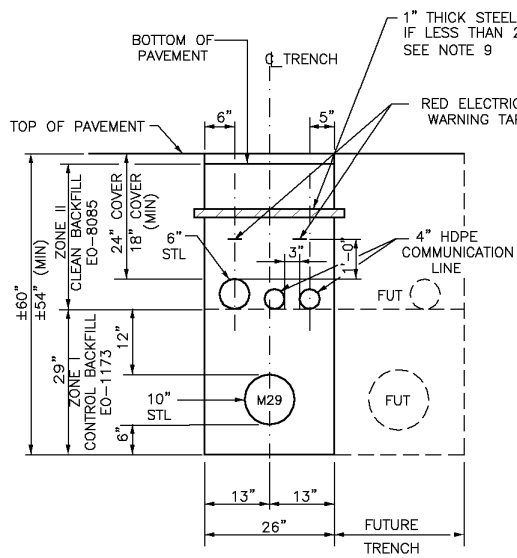 1" THICK STEEL
IF LESS THAN 2
SEE NOTE 9
BOTTOM OF
PAVEMENT
C TRENCH
6"
5"
RED ELECTRIC
WARNING TAP
TOP OF PAVEMENT
±60"
±54" (MIN)
ZONE II
CLEAN BACKFILL
EO-8085
24" COVER
18" COVER
(MIN)
6"
STL
3"
1'-0"
4" HDPE
COMMUNICATION
LINE
FUT
29"
ZONE I
CONTROL BACKFILL
EO-1173
12"
10"
STL
M29
FUT
6"
13"
13"
26"
FUTURE
TRENCH